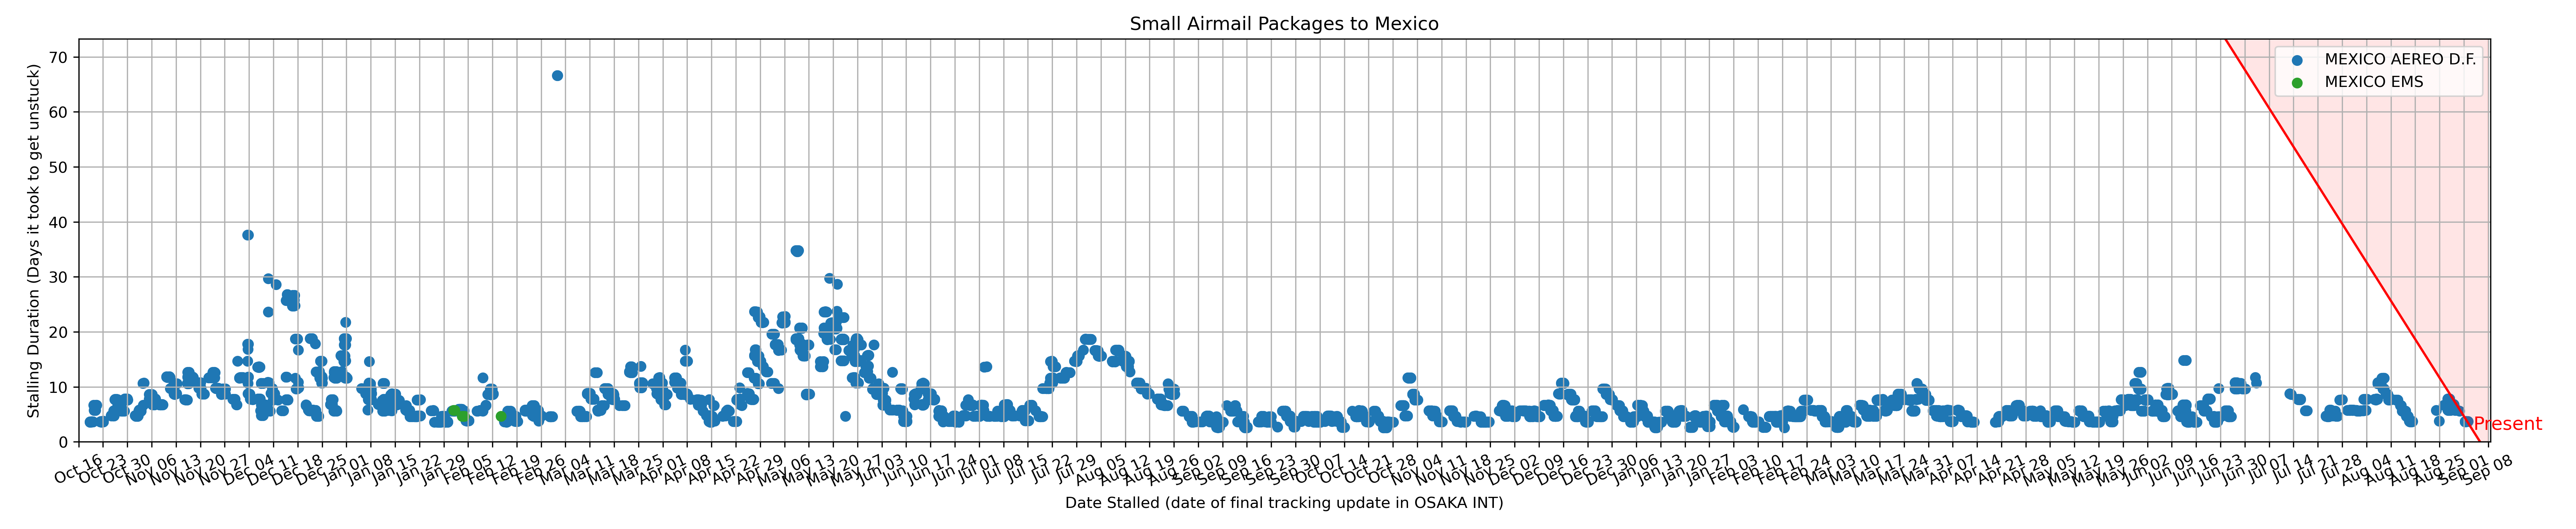 Small Airmail Packages to Mexico
MEXICO AEREO D.F.
MEXICO EMS
Stalling Duration (Days it took to get unstuck)
70
60
50
40
30
20
10
0
Present
Oct 16
Oct 23
Oct 30
Nov 06
Nov 13
Nov 20
Nov 27
Dec 04
Dec 11
Dec 18
Dec 25
Jan 01
Jan 08
Jan 15
Jan 22
Jan 29
Feb 05
Feb 12
Feb 19
Feb 26
Mar 04
Mar 11
Mar 18
Mar 25
Apr 01
Apr 08
Apr 15
Apr 22
Apr 29
May 06
May 13
May 20
May 27
Jun 03
Jun 10
Jun 17
Jun 24
Jul 01
Jul 08
Jul 15
Jul 22
Jul 29
Aug 05
Aug 12
Aug 19
Aug 26
Sep 02
Sep 09
Sep 16
Sep 23
Sep 30
Oct 07
Oct 14
Oct 21
Oct 28
Nov 04
Nov 11
Nov 18
Nov 25
Dec 02
Dec 09
Dec 16
Dec 23
Dec 30
Jan 06
Jan 13
Jan 20
Jan 27
Feb 03
Feb 10
Feb 17
Feb 24
Mar 03
Mar 10
Mar 17
Mar 24
Mar 31
Apr 07
Apr 14
Apr 21
Apr 28
May 05
May 12
May 19
May 26
Jun 02
Jun 09
Jun 16
Jun 23
Jun 30
Jul 07
Jul 14
Jul 21
Jul 28
Aug 04
Aug 11
Aug 18
Aug 25
Sep 01
Sep 08
Date Stalled (date of final tracking update in OSAKA INT)